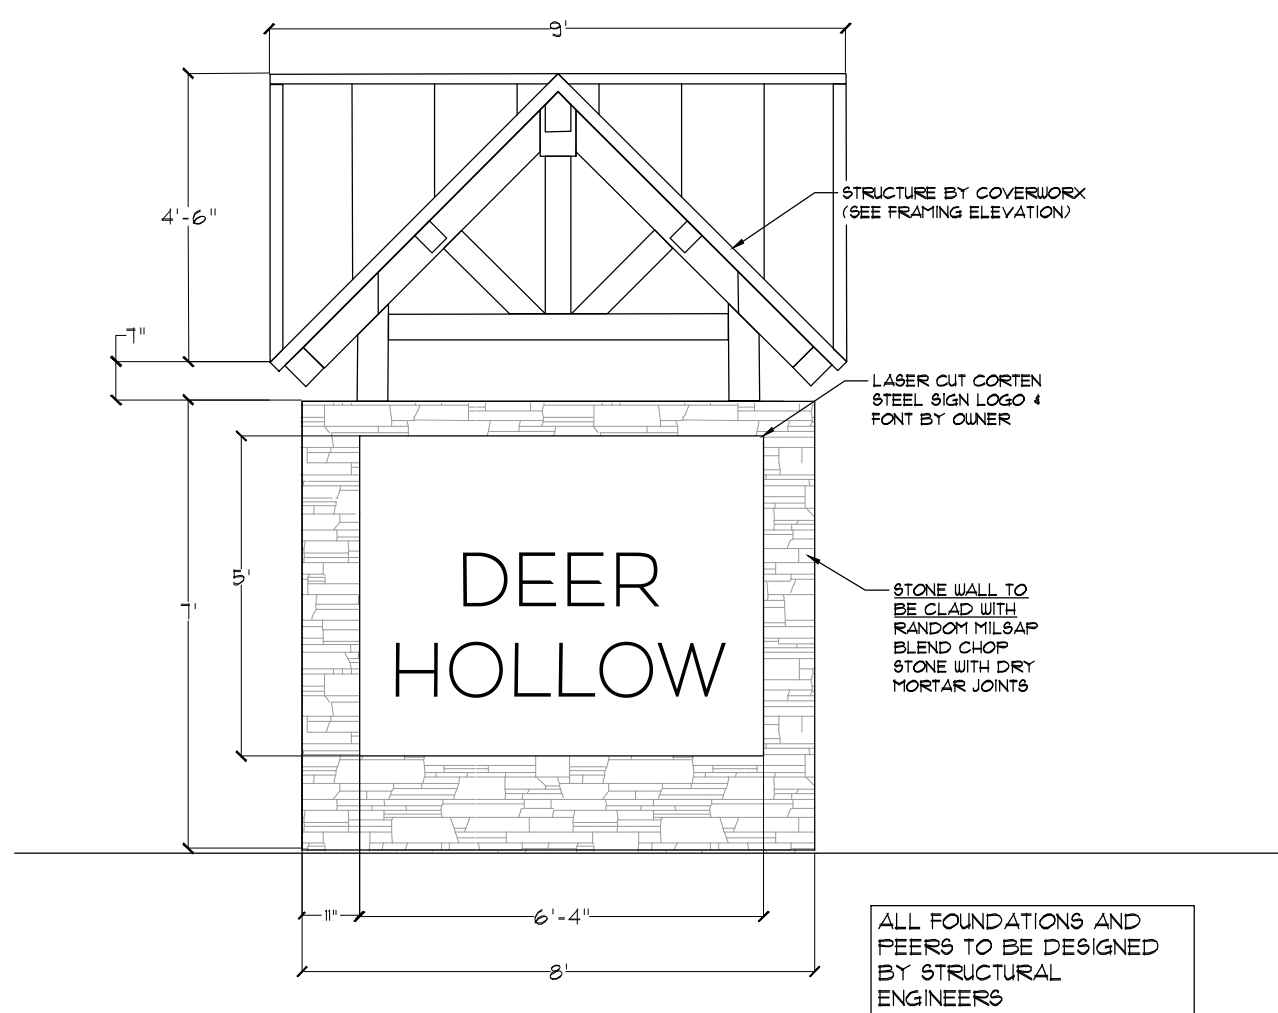 9'
4'-6"
STRUCTURE BY COVERWORX
(SEE FRAMING ELEVATION)
7"
LASER CUT CORTEN
STEEL SIGN LOGO &
FONT BY OWNER
5'
7'
DEER
HOLLOW
STONE WALL TO
BE CLAD WITH
RANDOM MILSAP
BLEND CHOP
STONE WITH DRY
MORTAR JOINTS
11"
6'-4"
8'
ALL FOUNDATIONS AND
PEERS TO BE DESIGNED
BY STRUCTURAL
ENGINEERS